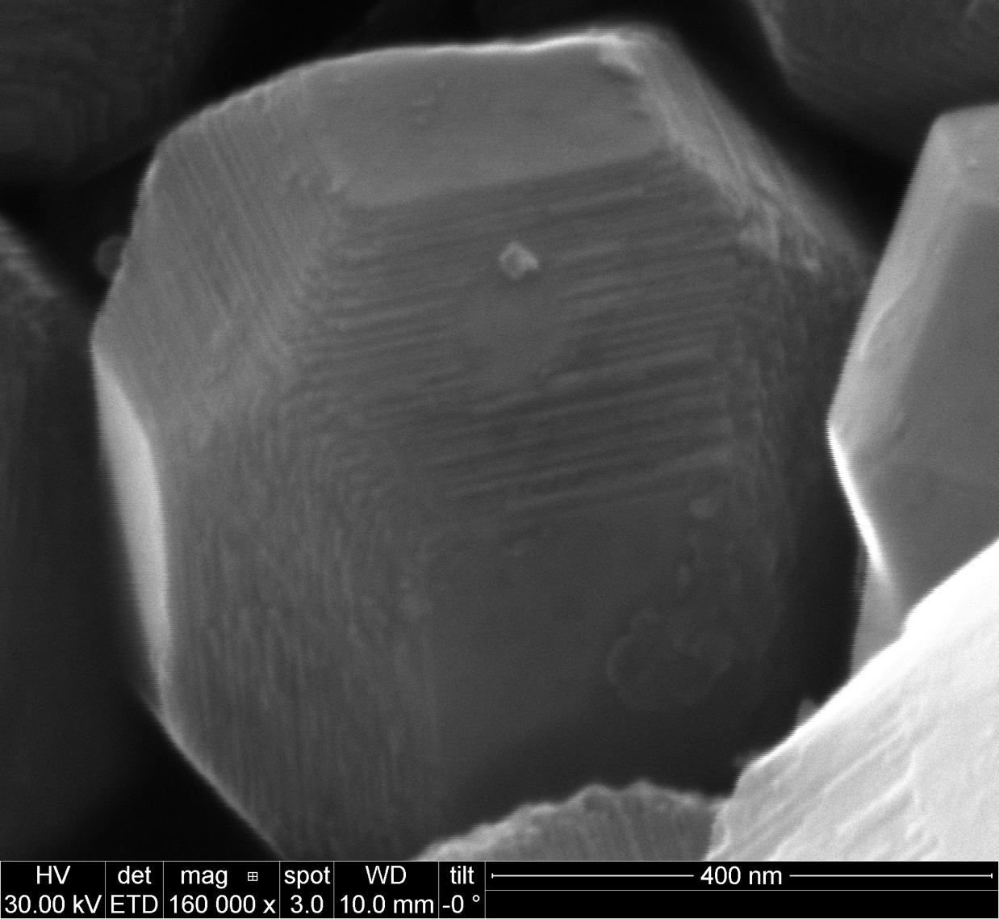 HV det mag ⊞ spot WD tilt 400 nm
30.00 kV ETD 160 000 x 3.0 10.0 mm -0 °